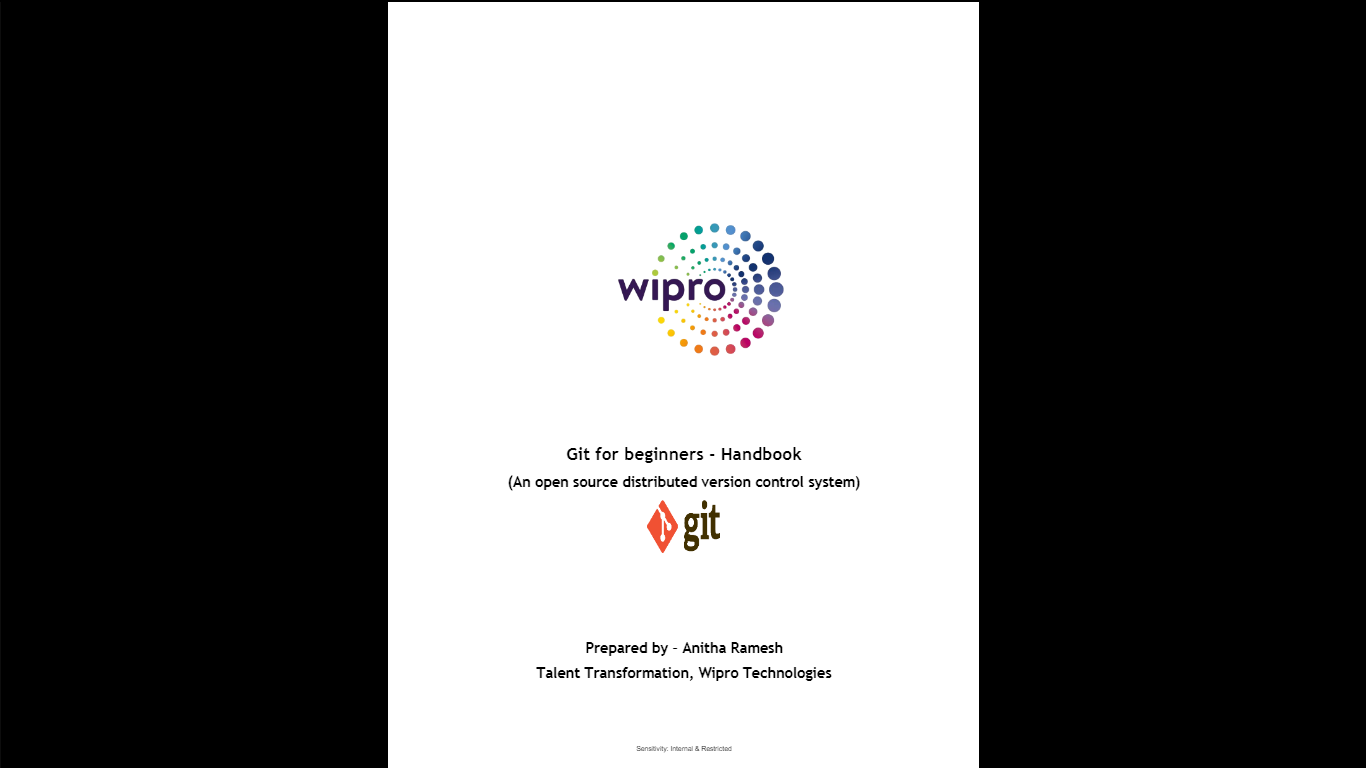 wipro
Git for beginners - Handbook
(An open source distributed version control system)
git
Prepared by – Anitha Ramesh
Talent Transformation, Wipro Technologies
Sensitivity: Internal & Restricted